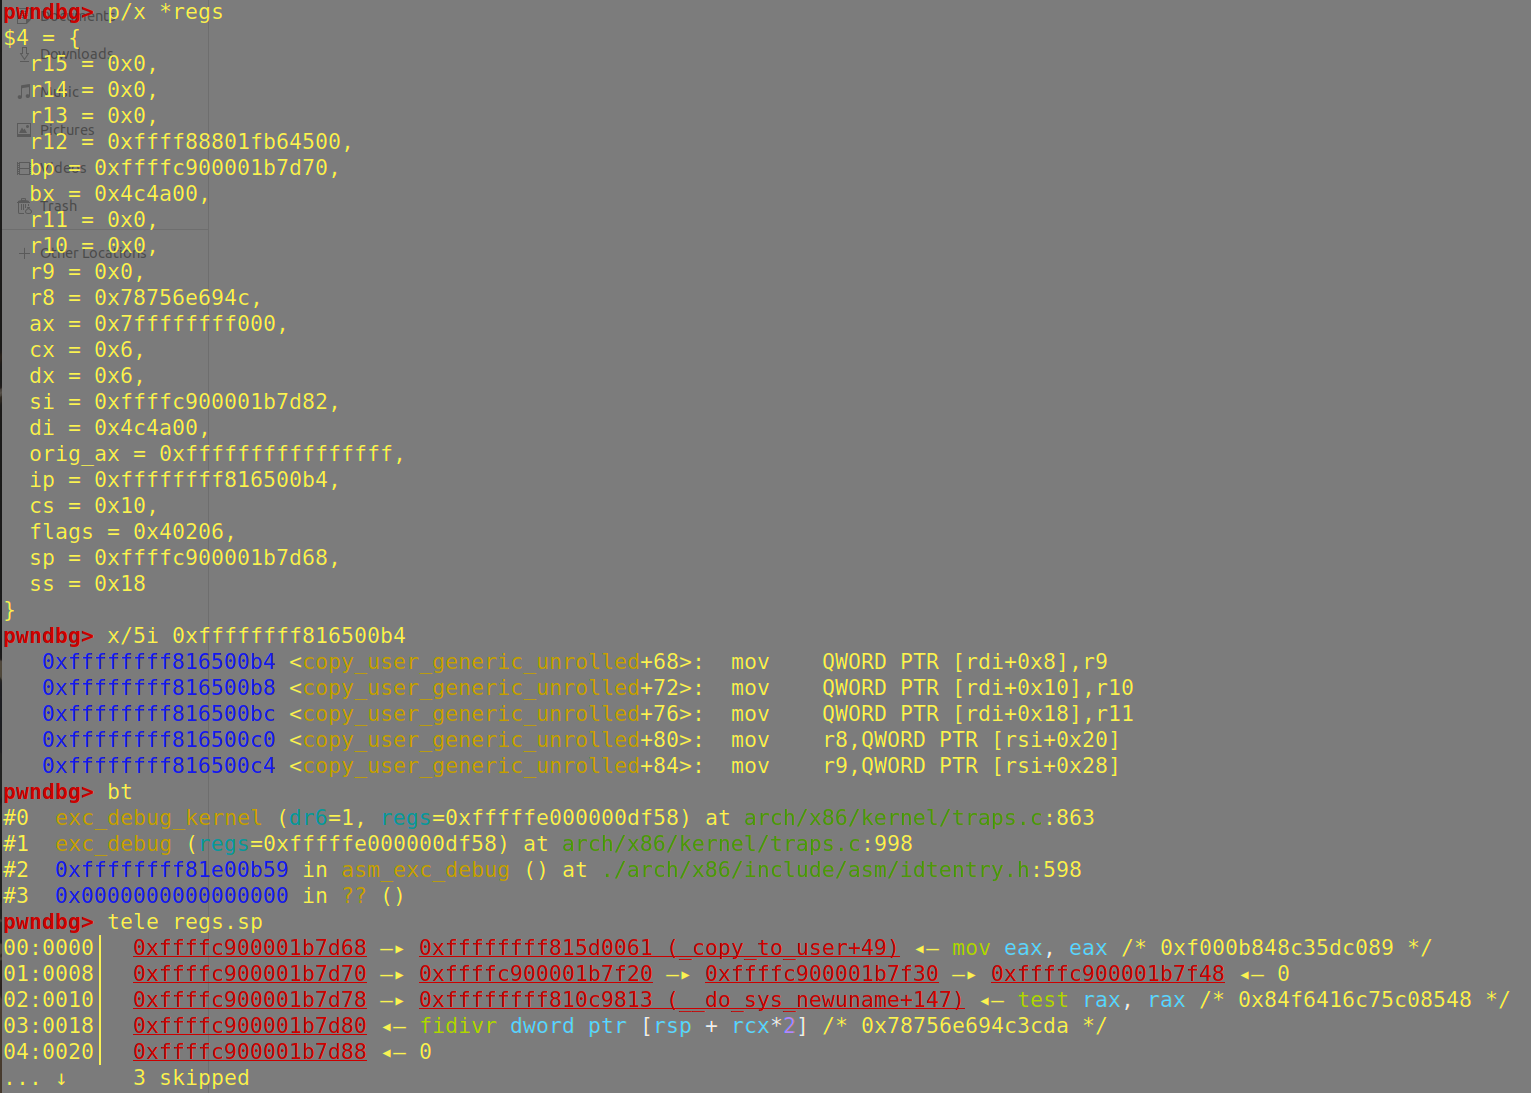 pwndbg> p/x *regs
$4 = {
  r15 = 0x0,
  r14 = 0x0,
  r13 = 0x0,
  r12 = 0xffff88801fb64500,
  bp = 0xffffc900001b7d70,
  bx = 0x4c4a00,
  r11 = 0x0,
  r10 = 0x0,
  r9 = 0x0,
  r8 = 0x78756e694c,
  ax = 0x7ffffffff000,
  cx = 0x6,
  dx = 0x6,
  si = 0xffffc900001b7d82,
  di = 0x4c4a00,
  orig_ax = 0xffffffffffffffff,
  ip = 0xffffffff816500b4,
  cs = 0x10,
  flags = 0x40206,
  sp = 0xffffc900001b7d68,
  ss = 0x18
}
pwndbg> x/5i 0xffffffff816500b4
   0xffffffff816500b4 <copy_user_generic_unrolled+68>:  mov    QWORD PTR [rdi+0x8],r9
   0xffffffff816500b8 <copy_user_generic_unrolled+72>:  mov    QWORD PTR [rdi+0x10],r10
   0xffffffff816500bc <copy_user_generic_unrolled+76>:  mov    QWORD PTR [rdi+0x18],r11
   0xffffffff816500c0 <copy_user_generic_unrolled+80>:  mov    r8,QWORD PTR [rsi+0x20]
   0xffffffff816500c4 <copy_user_generic_unrolled+84>:  mov    r9,QWORD PTR [rsi+0x28]
pwndbg> bt
#0  exc_debug_kernel (dr6=1, regs=0xfffffe000000df58) at arch/x86/kernel/traps.c:863
#1  exc_debug (regs=0xfffffe000000df58) at arch/x86/kernel/traps.c:998
#2  0xffffffff81e00b59 in asm_exc_debug () at ./arch/x86/include/asm/idtentry.h:598
#3  0x0000000000000000 in ?? ()
pwndbg> tele regs.sp
00:0000│   0xffffc900001b7d68 —▸ 0xffffffff815d0061 (_copy_to_user+49) ◂— mov eax, eax /* 0xf000b848c35dc089 */
01:0008│   0xffffc900001b7d70 —▸ 0xffffc900001b7f20 —▸ 0xffffc900001b7f30 —▸ 0xffffc900001b7f48 ◂— 0
02:0010│   0xffffc900001b7d78 —▸ 0xffffffff810c9813 (__do_sys_newuname+147) ◂— test rax, rax /* 0x84f6416c75c08548 */
03:0018│   0xffffc900001b7d80 ◂— fidivr dword ptr [rsp + rcx*2] /* 0x78756e694c3cda */
04:0020│   0xffffc900001b7d88 ◂— 0
... ↓      3 skipped
Documents
Downloads
Music
Pictures
Videos
Trash
Other Locations